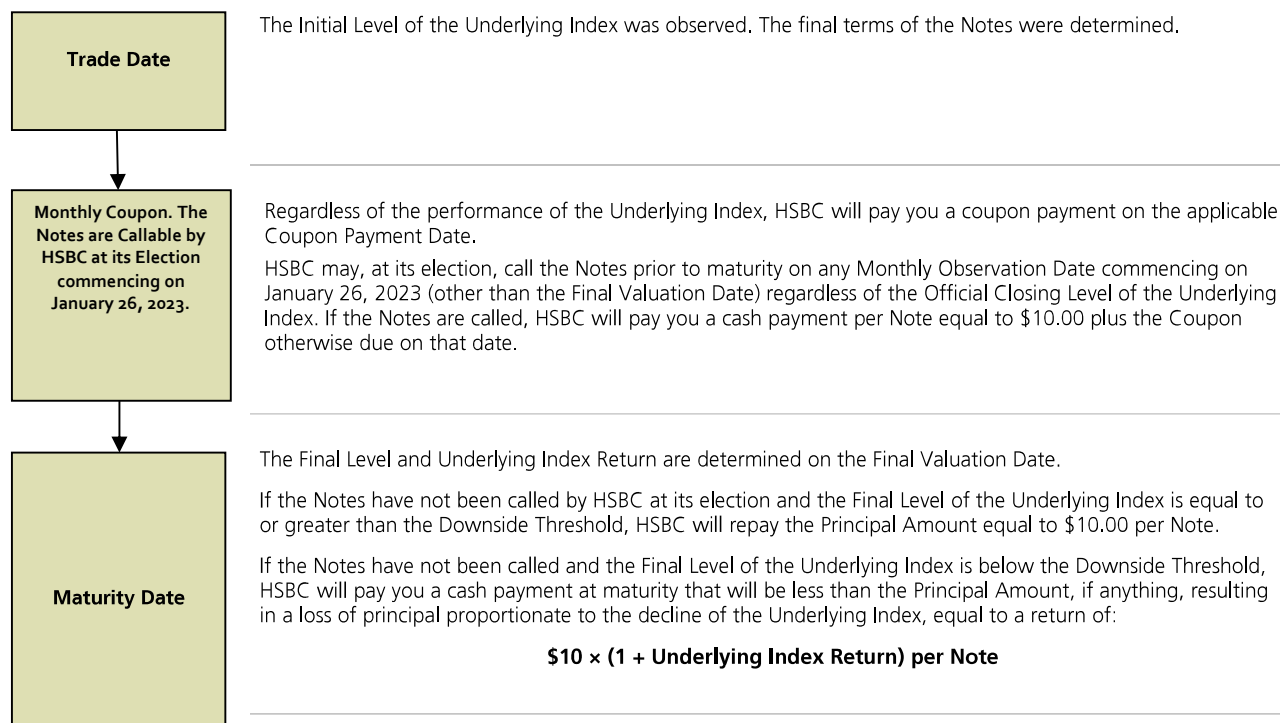 Trade Date
The Initial Level of the Underlying Index was observed. The final terms of the Notes were determined.
Monthly Coupon. The
Notes are Callable by
HSBC at its Election
commencing on
January 26, 2023.
Regardless of the performance of the Underlying Index, HSBC will pay you a coupon payment on the applicable
Coupon Payment Date.
HSBC may, at its election, call the Notes prior to maturity on any Monthly Observation Date commencing on
January 26, 2023 (other than the Final Valuation Date) regardless of the Official Closing Level of the Underlying
Index. If the Notes are called, HSBC will pay you a cash payment per Note equal to $10.00 plus the Coupon
otherwise due on that date.
Maturity Date
The Final Level and Underlying Index Return are determined on the Final Valuation Date.
If the Notes have not been called by HSBC at its election and the Final Level of the Underlying Index is equal to
or greater than the Downside Threshold, HSBC will repay the Principal Amount equal to $10.00 per Note.
If the Notes have not been called and the Final Level of the Underlying Index is below the Downside Threshold,
HSBC will pay you a cash payment at maturity that will be less than the Principal Amount, if anything, resulting
in a loss of principal proportionate to the decline of the Underlying Index, equal to a return of:
$10 × (1 + Underlying Index Return) per Note